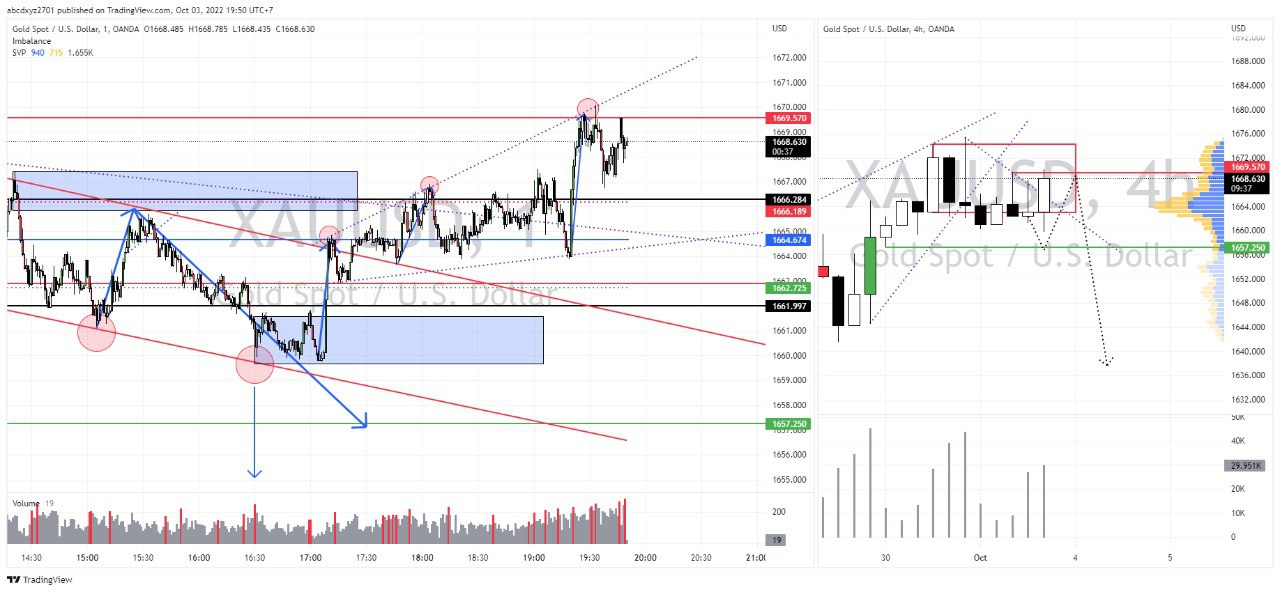 abcdxyz2701 published on TradingView.com, Oct 03, 2022 19:50 UTC+7
Gold Spot / U.S. Dollar, 1, OANDA O1668.485 H1668.785 L1668.435 C1668.630
Imbalance
SVP 940 715 1.655K
XAUUSD, 1
Gold Spot / U.S. Dollar
USD
1672.000
1671.000
1670.000
1669.570
1669.000
1668.630
00:37
1668.000
1667.000
1666.284
1666.189
1664.674
1664.000
1662.725
1661.997
1661.000
1660.000
1659.000
1658.000
1657.250
1657.000
1656.000
1655.000
Volume 19
200
19
14:30 15:00 15:30 16:00 16:30 17:00 17:30 18:00 18:30 19:00 19:30 20:00 20:30 21:00
Gold Spot / U.S. Dollar, 4h, OANDA
XAUUSD, 4h
Gold Spot / U.S. Dollar
USD
1692.000
1688.000
1684.000
1680.000
1676.000
1672.000
1669.570
1668.630
09:37
1664.000
1660.000
1657.250
1656.000
1652.000
1648.000
1644.000
1640.000
1636.000
1632.000
50K
40K
29.951K
20K
10K
0
30 Oct 4 5
TradingView